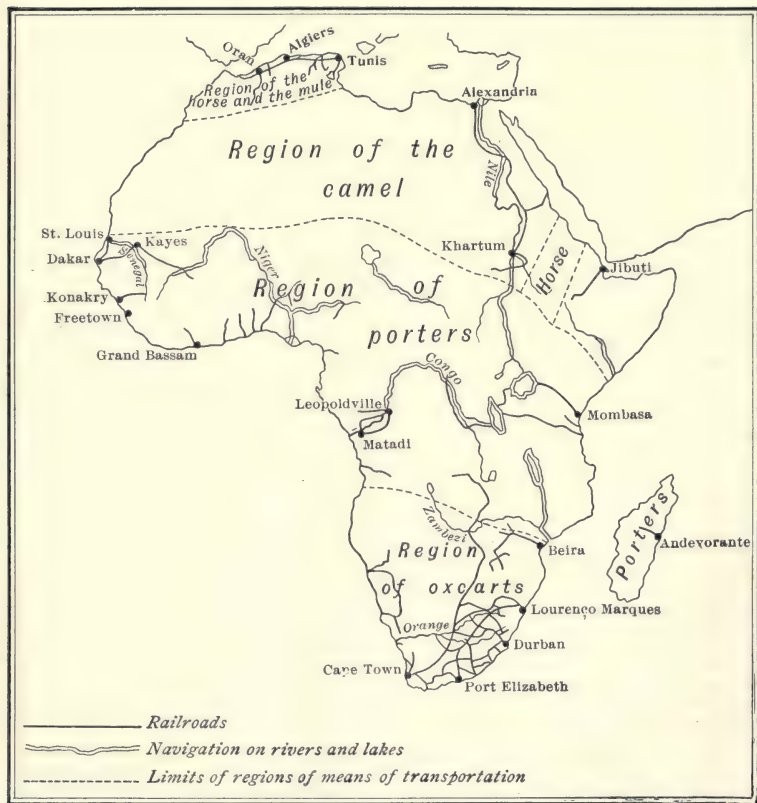 Oran
Algiers
Tunis
Region of the
horse and the mule
Alexandria
Region of the
camel
Nile
St. Louis
Kayes
Khartum
Dakar
Senegal
Niger
Horse
Jibuti
Region of
porters
Konakry
Freetown
Grand Bassam
Congo
Leopoldville
Mombasa
Matadi
Zambezi
Porters
Andevorante
Beira
Region
of oxcarts
Lourenço Marques
Orange
Durban
Cape Town
Port Elizabeth
Railroads
Navigation on rivers and lakes
Limits of regions of means of transportation